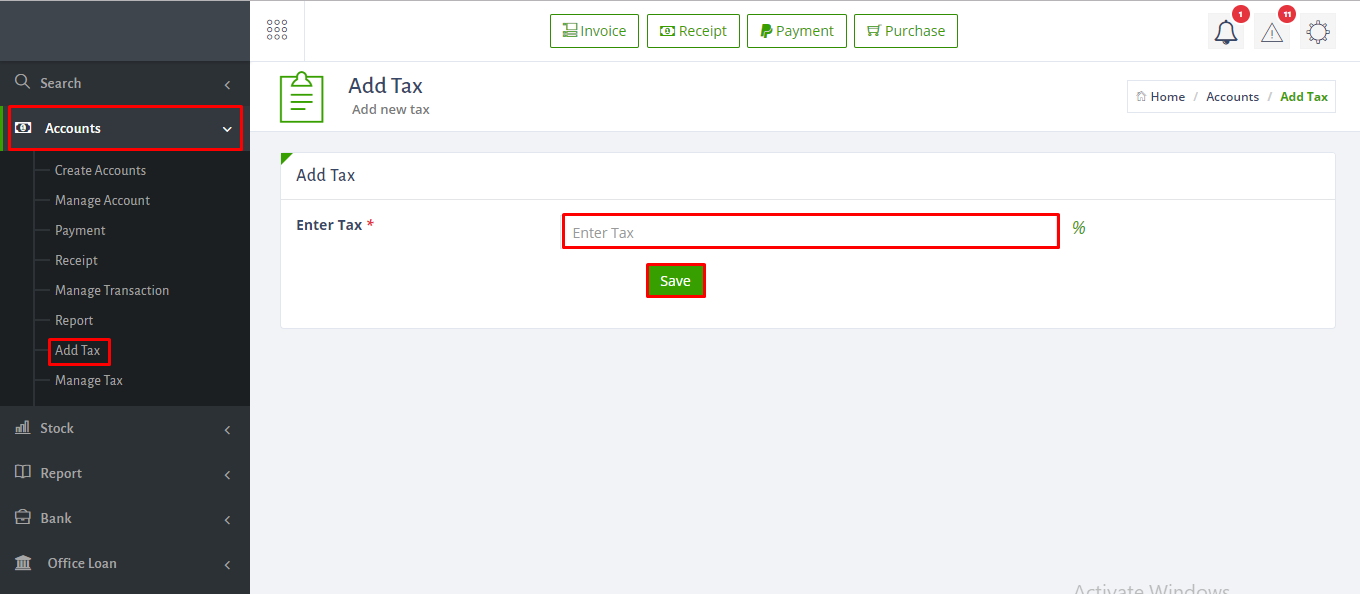 Invoice
Receipt
Payment
Purchase
1
11
Search
Accounts
Create Accounts
Manage Account
Payment
Receipt
Manage Transaction
Report
Add Tax
Manage Tax
Stock
Report
Bank
Office Loan
Add Tax
Add new tax
Home / Accounts / Add Tax
Add Tax
Enter Tax *
Enter Tax
%
Save
Activate Windows